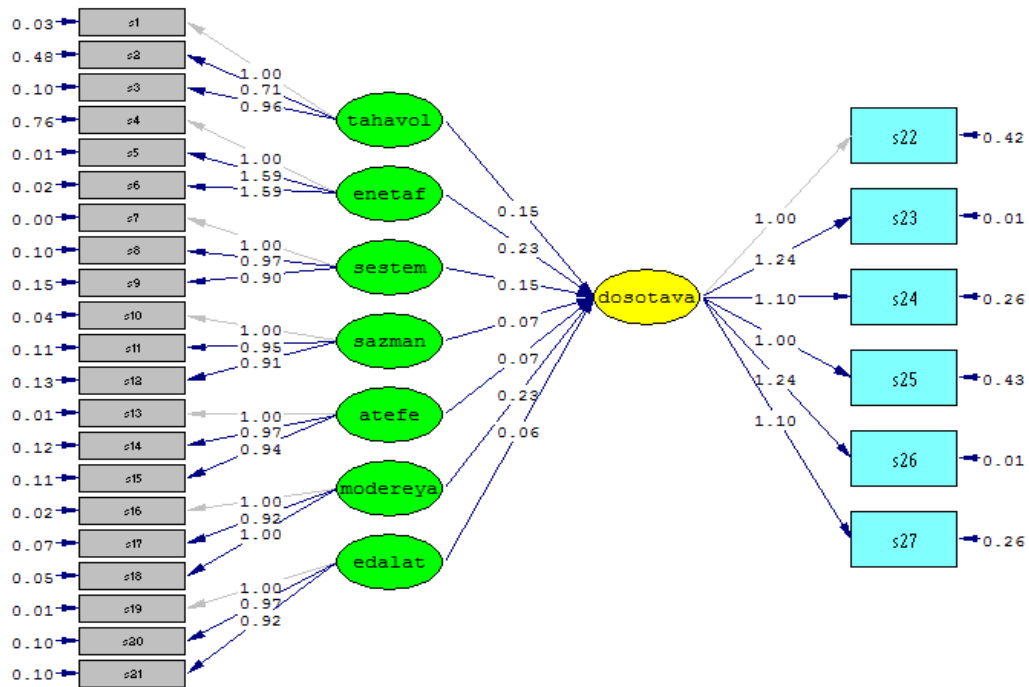 0.03 s1
0.48 s2
0.10 s3
0.76 s4
0.01 s5
0.02 s6
0.00 s7
0.10 s8
0.15 s9
0.04 s10
0.11 s11
0.13 s12
0.01 s13
0.12 s14
0.11 s15
0.02 s16
0.07 s17
0.05 s18
0.01 s19
0.10 s20
0.10 s21
1.00
0.71
0.96
1.00
1.59
1.59
1.00
0.97
0.90
1.00
0.95
0.91
1.00
0.97
0.94
1.00
0.92
1.00
1.00
0.97
0.92
tahavol
enetaf
sestem
sazman
atefe
modereya
edalat
0.15
0.23
0.15
0.07
0.07
0.23
0.06
dosotava
1.00
1.24
1.10
1.00
1.24
1.10
s22 0.42
s23 0.01
s24 0.26
s25 0.43
s26 0.01
s27 0.26